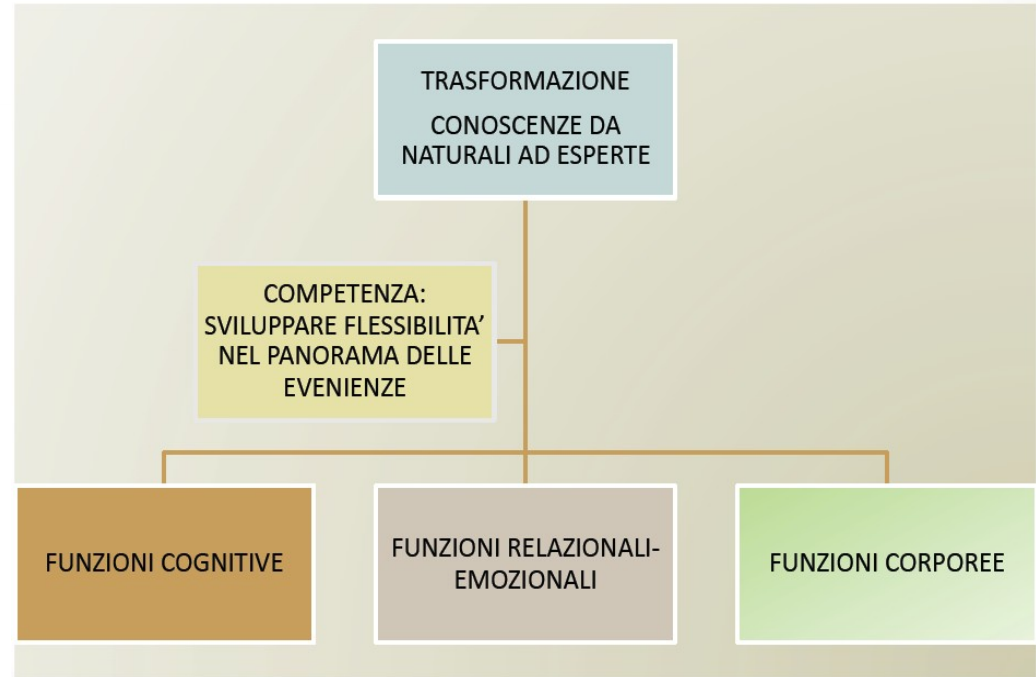 TRASFORMAZIONE
CONOSCENZE DA
NATURALI AD ESPERTE
COMPETENZA:
SVILUPPARE FLESSIBILITA’
NEL PANORAMA DELLE
EVENIENZE
FUNZIONI COGNITIVE
FUNZIONI RELAZIONALI-
EMOZIONALI
FUNZIONI CORPOREE